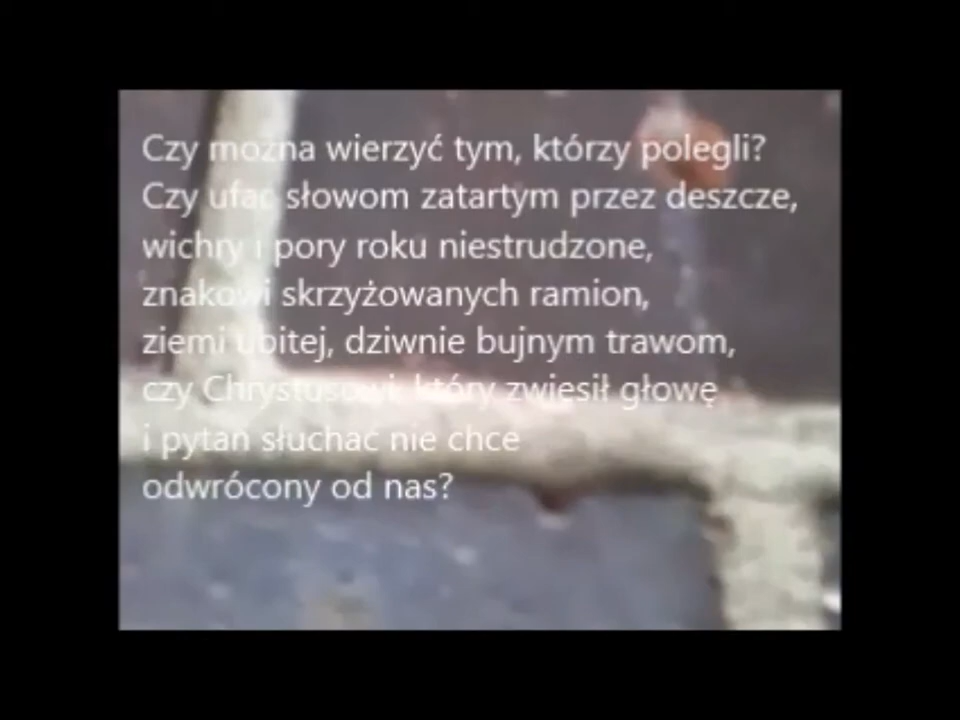 Czy można wierzyć tym, którzy polegli?
Czy ufać słowom zatartym przez deszcze,
wichry i pory roku niestrudzone,
znakowi skrzyżowanych ramion,
ziemi ubitej, dziwnie bujnym trawom,
czy Chrystusowi, który zwiesił głowę
i pytań słuchać nie chce
odwrócony od nas?